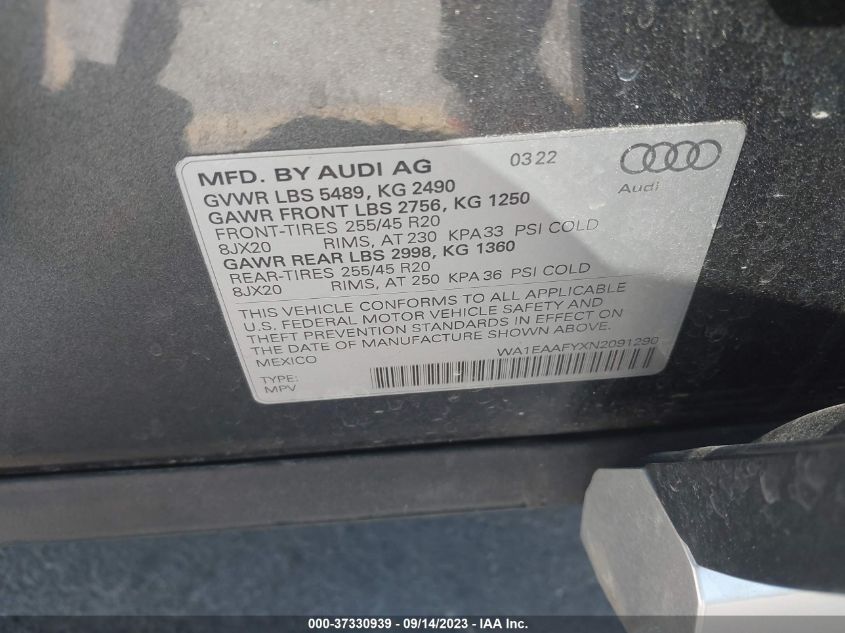 MFD. BY AUDI AG 03 22
Audi
GVWR LBS 5489, KG 2490
GAWR FRONT LBS 2756, KG 1250
FRONT-TIRES 255/45 R20
8JX20 RIMS, AT 230 KPA 33 PSI COLD
GAWR REAR LBS 2998, KG 1360
REAR-TIRES 255/45 R20
8JX20 RIMS, AT 250 KPA 36 PSI COLD
THIS VEHICLE CONFORMS TO ALL APPLICABLE
U.S. FEDERAL MOTOR VEHICLE SAFETY AND
THEFT PREVENTION STANDARDS IN EFFECT ON
THE DATE OF MANUFACTURE SHOWN ABOVE.
MEXICO WA1EAAFYXN2091290
TYPE:
MPV
000-37330939 - 09/14/2023 - IAA Inc.